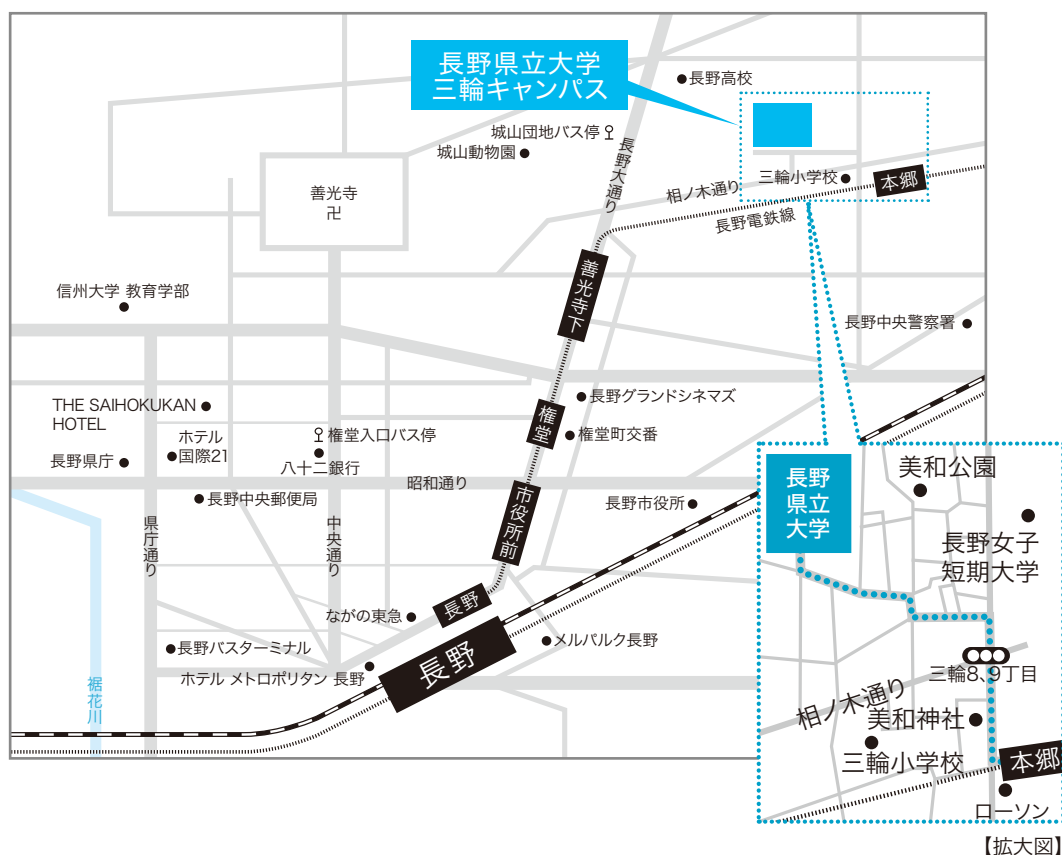 長野県立大学
三輪キャンパス
長野高校
城山団地バス停
城山動物園
長野大通り
善光寺
卍
相ノ木通り
三輪小学校
本郷
長野電鉄線
善光寺下
信州大学 教育学部
長野中央警察署
THE SAIHOKUKAN
HOTEL
長野グランドシネマズ
ホテル
国際21
権堂入口バス停
権堂
権堂町交番
長野県庁
八十二銀行
昭和通り
長野中央郵便局
市役所前
長野市役所
県庁通り
中央通り
ながの東急
長野
長野
メルパルク長野
長野バスターミナル
ホテル メトロポリタン 長野
裾花川
長野
県立
大学
美和公園
長野女子
短期大学
三輪8、9丁目
相ノ木通り
美和神社
三輪小学校
本郷
ローソン
【拡大図】